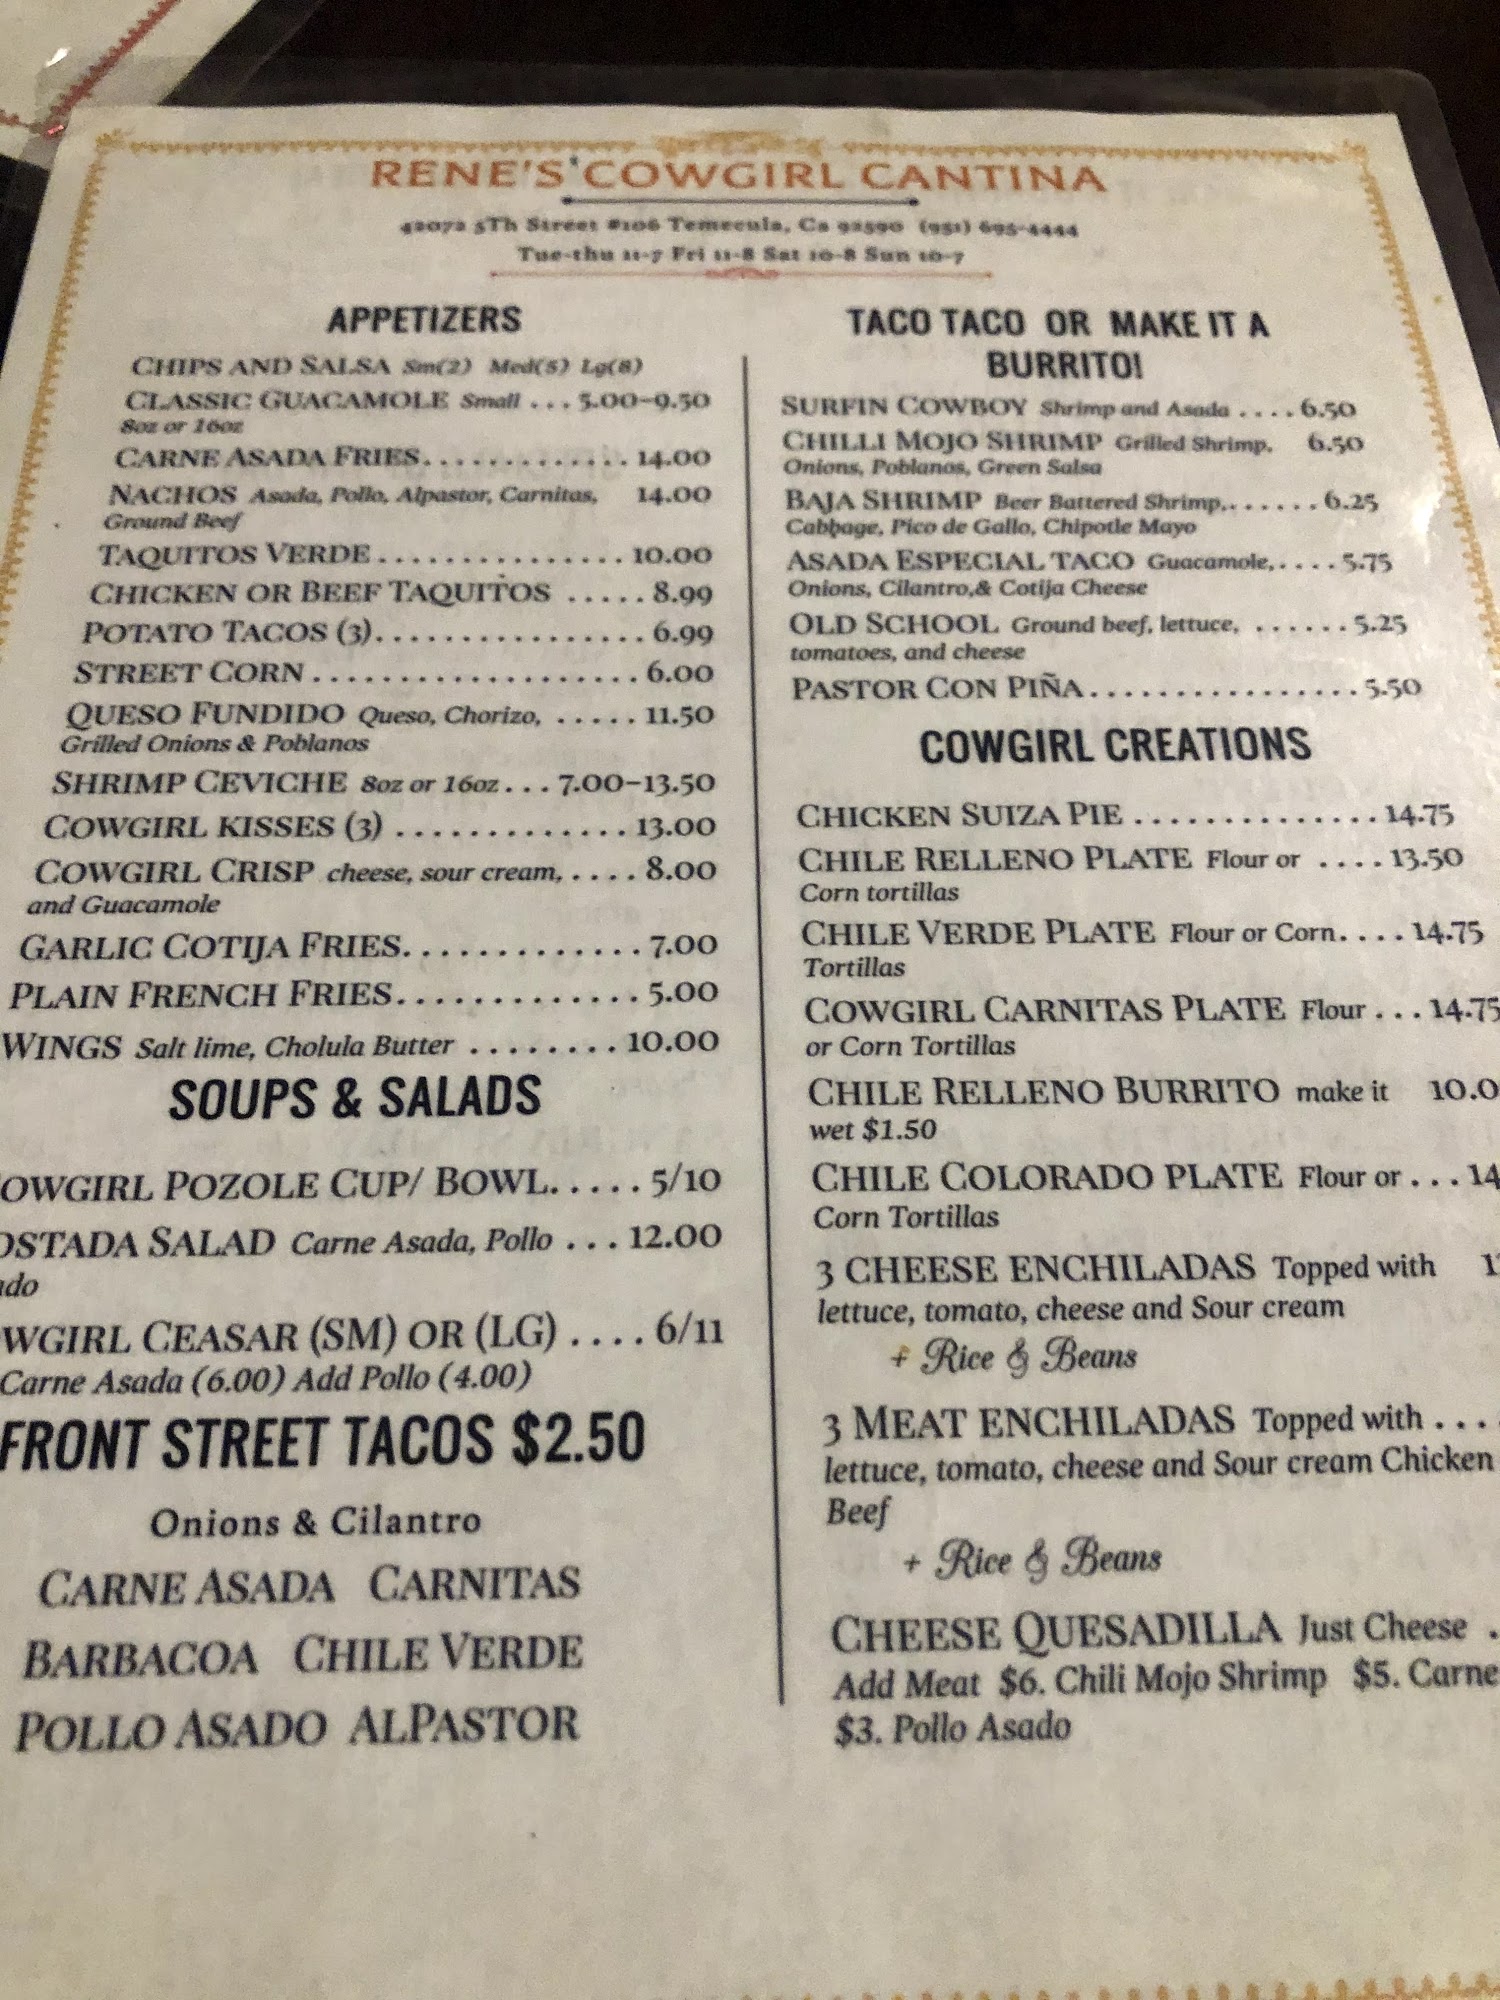 RENE'S COWGIRL CANTINA
42072 5Th Street #106 Temecula, Ca 92590 (951) 695-4444
Tue-thu 11-7 Fri 11-8 Sat 10-8 Sun 10-7
APPETIZERS
CHIPS AND SALSA Sm(2) Med(5) Lg(8)
CLASSIC GUACAMOLE Small ... 5.00-9.50
8oz or 16oz
CARNE ASADA FRIES............. 14.00
NACHOS Asada, Pollo, Alpastor, Carnitas, 14.00
Ground Beef
TAQUITOS VERDE................ 10.00
CHICKEN OR BEEF TAQUITOS ..... 8.99
POTATO TACOS (3)................ 6.99
STREET CORN................... 6.00
QUESO FUNDIDO Queso, Chorizo, ..... 11.50
Grilled Onions & Poblanos
SHRIMP CEVICHE 8oz or 16oz... 7.00-13.50
COWGIRL KISSES (3) ............. 13.00
COWGIRL CRISP cheese, sour cream, .... 8.00
and Guacamole
GARLIC COTIJA FRIES............. 7.00
PLAIN FRENCH FRIES............. 5.00
WINGS Salt lime, Cholula Butter ........ 10.00
SOUPS & SALADS
OWGIRL POZOLE CUP/ BOWL..... 5/10
OSTADA SALAD Carne Asada, Pollo ... 12.00
ado
WGIRL CEASAR (SM) OR (LG) .... 6/11
Carne Asada (6.00) Add Pollo (4.00)
FRONT STREET TACOS $2.50
Onions & Cilantro
CARNE ASADA CARNITAS
BARBACOA CHILE VERDE
POLLO ASADO ALPASTOR
TACO TACO OR MAKE IT A
BURRITO!
SURFIN COWBOY Shrimp and Asada .... 6.50
CHILLI MOJO SHRIMP Grilled Shrimp, 6.50
Onions, Poblanos, Green Salsa
BAJA SHRIMP Beer Battered Shrimp,....... 6.25
Cabbage, Pico de Gallo, Chipotle Mayo
ASADA ESPECIAL TACO Guacamole,.... 5.75
Onions, Cilantro,& Cotija Cheese
OLD SCHOOL Ground beef, lettuce, ...... 5.25
tomatoes, and cheese
PASTOR CON PIÑA................ 5.50
COWGIRL CREATIONS
CHICKEN SUIZA PIE .............. 14.75
CHILE RELLENO PLATE Flour or .... 13.50
Corn tortillas
CHILE VERDE PLATE Flour or Corn.... 14.75
Tortillas
COWGIRL CARNITAS PLATE Flour ... 14.75
or Corn Tortillas
CHILE RELLENO BURRITO make it 10.0
wet $1.50
CHILE COLORADO PLATE Flour or ... 14
Corn Tortillas
3 CHEESE ENCHILADAS Topped with
lettuce, tomato, cheese and Sour cream
+ Rice & Beans
3 MEAT ENCHILADAS Topped with ...
lettuce, tomato, cheese and Sour cream Chicken
Beef
+ Rice & Beans
CHEESE QUESADILLA Just Cheese .
Add Meat $6. Chili Mojo Shrimp $5. Carne
$3. Pollo Asado